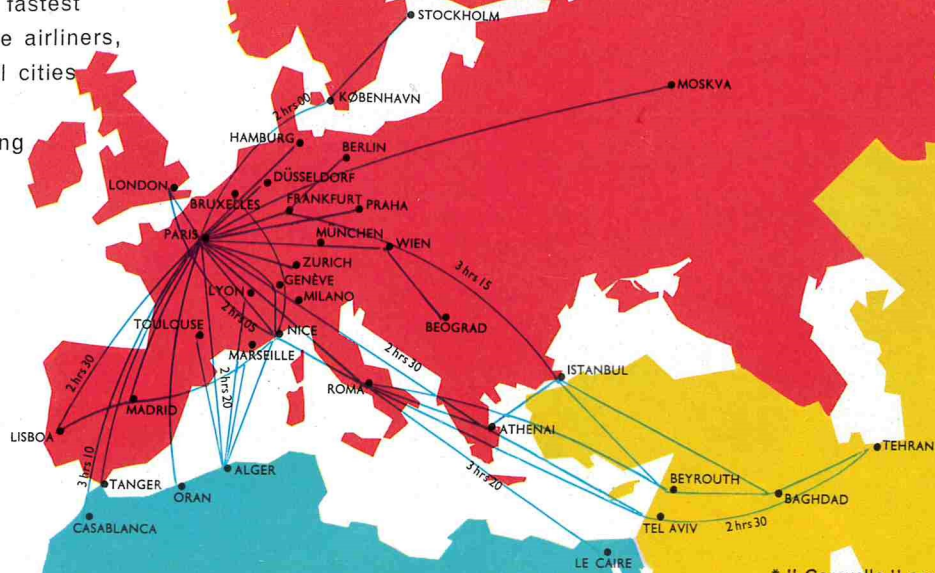 fastest
e airliners,
l cities
ng
STOCKHOLM
MOSKVA
KØBENHAVN
2 hrs 00
HAMBURG
BERLIN
DÜSSELDORF
LONDON
BRUXELLES
FRANKFURT
PRAHA
PARIS
MÜNCHEN
WIEN
ZURICH
3 hrs 15
GENÈVE
LYON
MILANO
2 hrs 05
TOULOUSE
NICE
BEOGRAD
MARSEILLE
2 hrs 30
2 hrs 30
ISTANBUL
2 hrs 20
ROMA
MADRID
LISBOA
ATHENAI
TEHRAN
3 hrs 10
ALGER
3 hrs 20
TANGER
ORAN
BEYROUTH
BAGHDAD
CASABLANCA
TEL AVIV
2 hrs 30
LE CAIRE